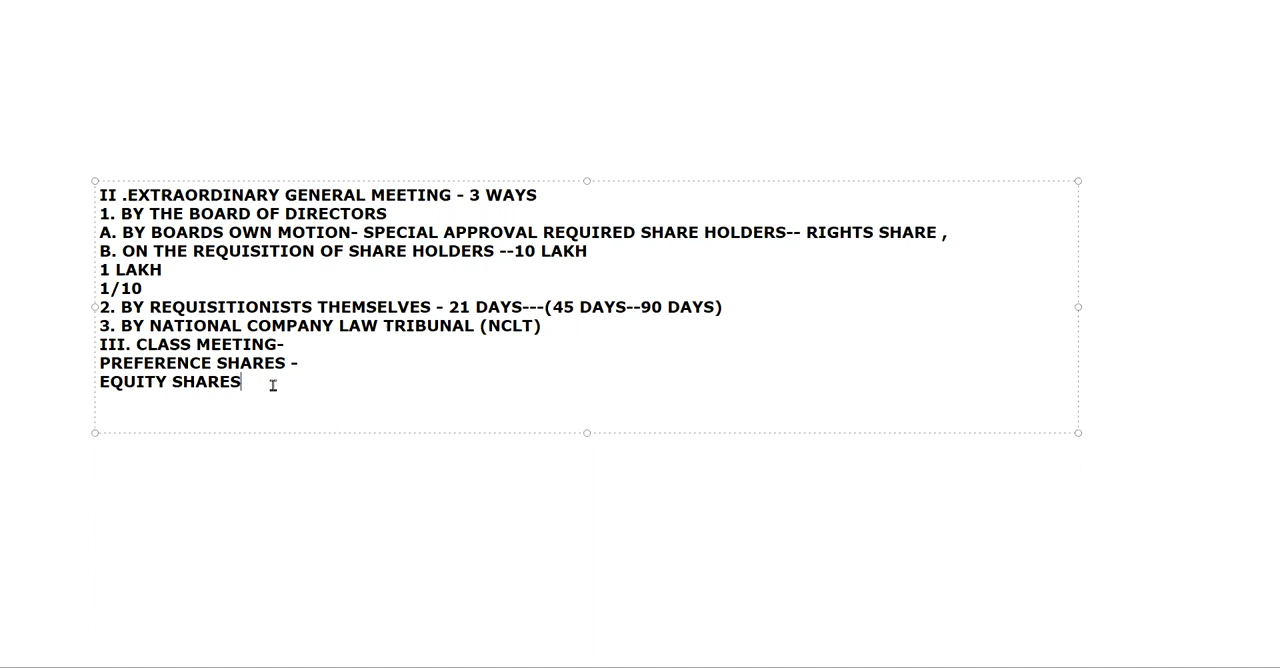 II .EXTRAORDINARY GENERAL MEETING - 3 WAYS
1. BY THE BOARD OF DIRECTORS
A. BY BOARDS OWN MOTION- SPECIAL APPROVAL REQUIRED SHARE HOLDERS-- RIGHTS SHARE ,
B. ON THE REQUISITION OF SHARE HOLDERS --10 LAKH
1 LAKH
1/10
2. BY REQUISITIONISTS THEMSELVES - 21 DAYS---(45 DAYS--90 DAYS)
3. BY NATIONAL COMPANY LAW TRIBUNAL (NCLT)
III. CLASS MEETING-
PREFERENCE SHARES -
EQUITY SHARES